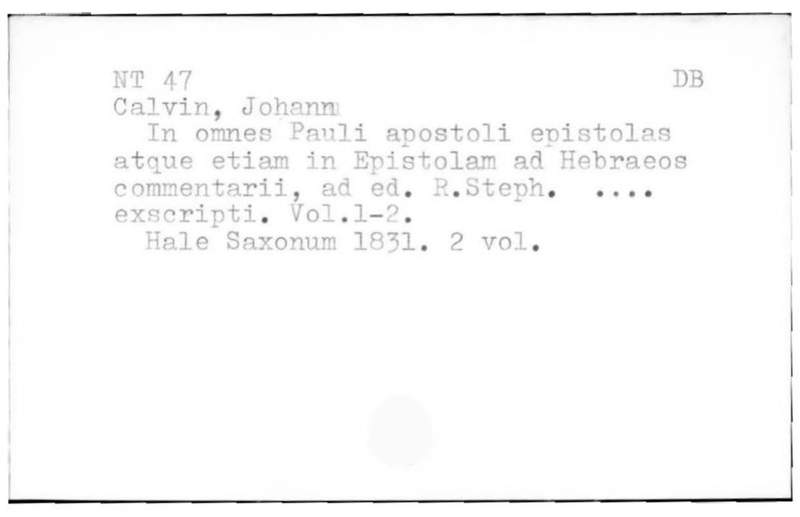 NT 47 DB
Calvin, Johann
In omnes Pauli apostoli epistolas
atque etiam in Epistolam ad Hebraeos
commentarii, ad ed. R.Steph. ....
exscripti. Vol.1-2.
Hale Saxonum 1831. 2 vol.